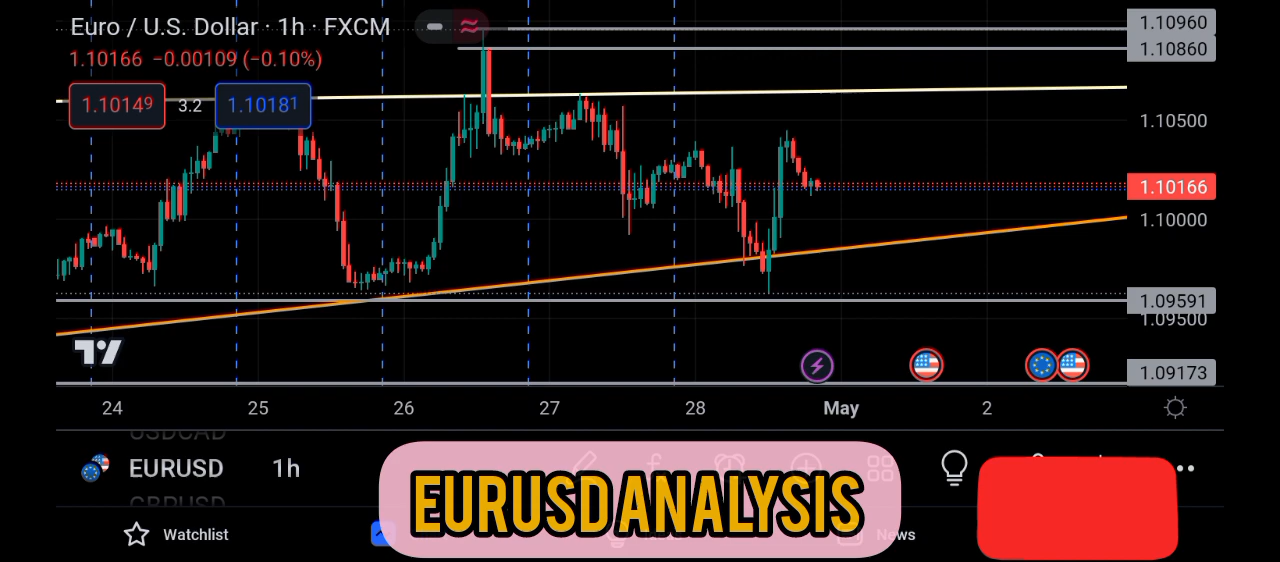 Euro / U.S. Dollar · 1h · FXCM
1.10166 −0.00109 (−0.10%)
1.10149 3.2 1.10181
1.10960
1.10860
1.10500
1.10166
1.10000
1.09591
1.09500
1.09173
24 25 26 27 28 May 2
USDCAD
EURUSD 1h
GBPUSD
EURUSD ANALYSIS
Watchlist
News